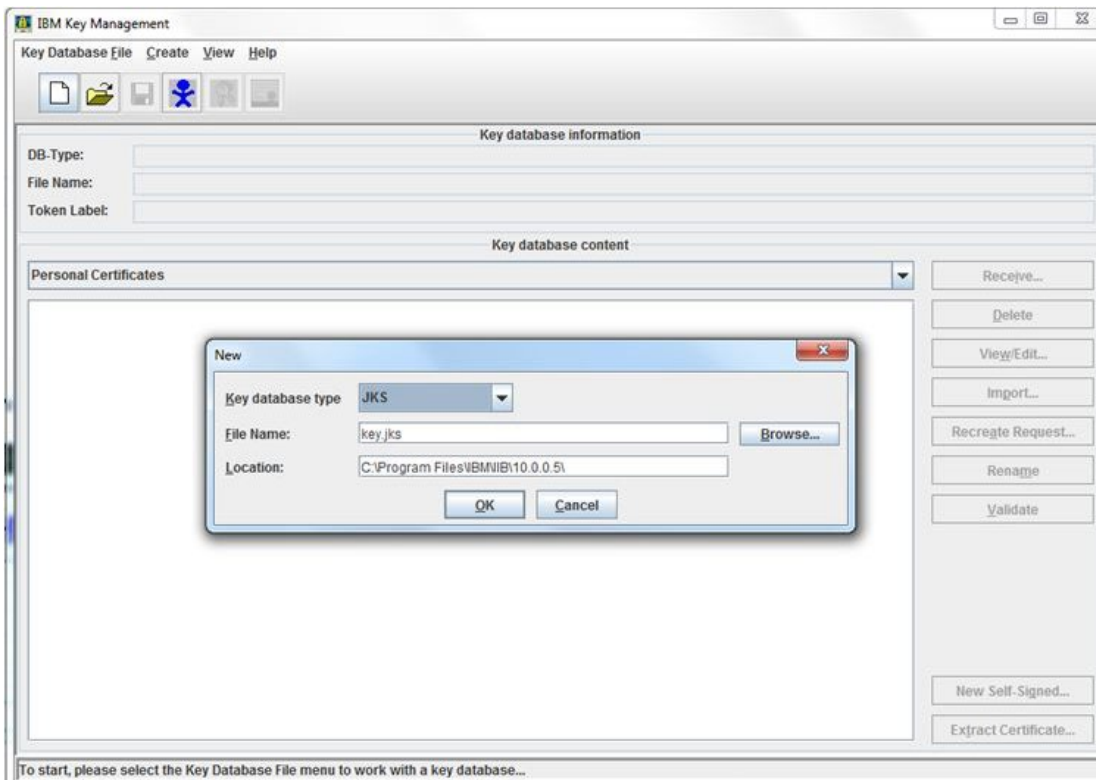 IBM Key Management
Key Database File Create View Help
Key database information
DB-Type:
File Name:
Token Label:
Key database content
Personal Certificates
Receive...
Delete
View/Edit...
Import...
Recreate Request...
Rename
Validate
New Self-Signed...
Extract Certificate...
New
Key database type JKS
File Name: key.jks Browse...
Location: C:\Program Files\IBM\IIB\10.0.0.5\
OK Cancel
To start, please select the Key Database File menu to work with a key database...